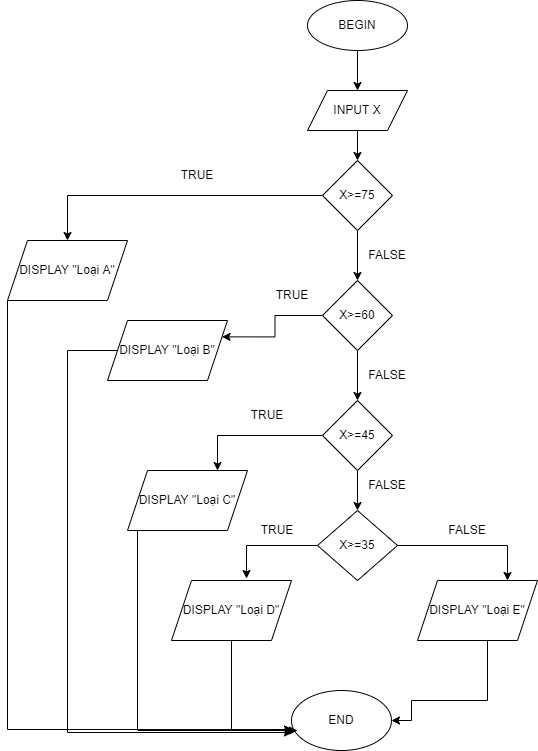 BEGIN
INPUT X
TRUE
X>=75
FALSE
DISPLAY "Loại A"
TRUE
X>=60
DISPLAY "Loại B"
FALSE
TRUE
X>=45
FALSE
DISPLAY "Loại C"
TRUE
X>=35
FALSE
DISPLAY "Loại D"
DISPLAY "Loại E"
END